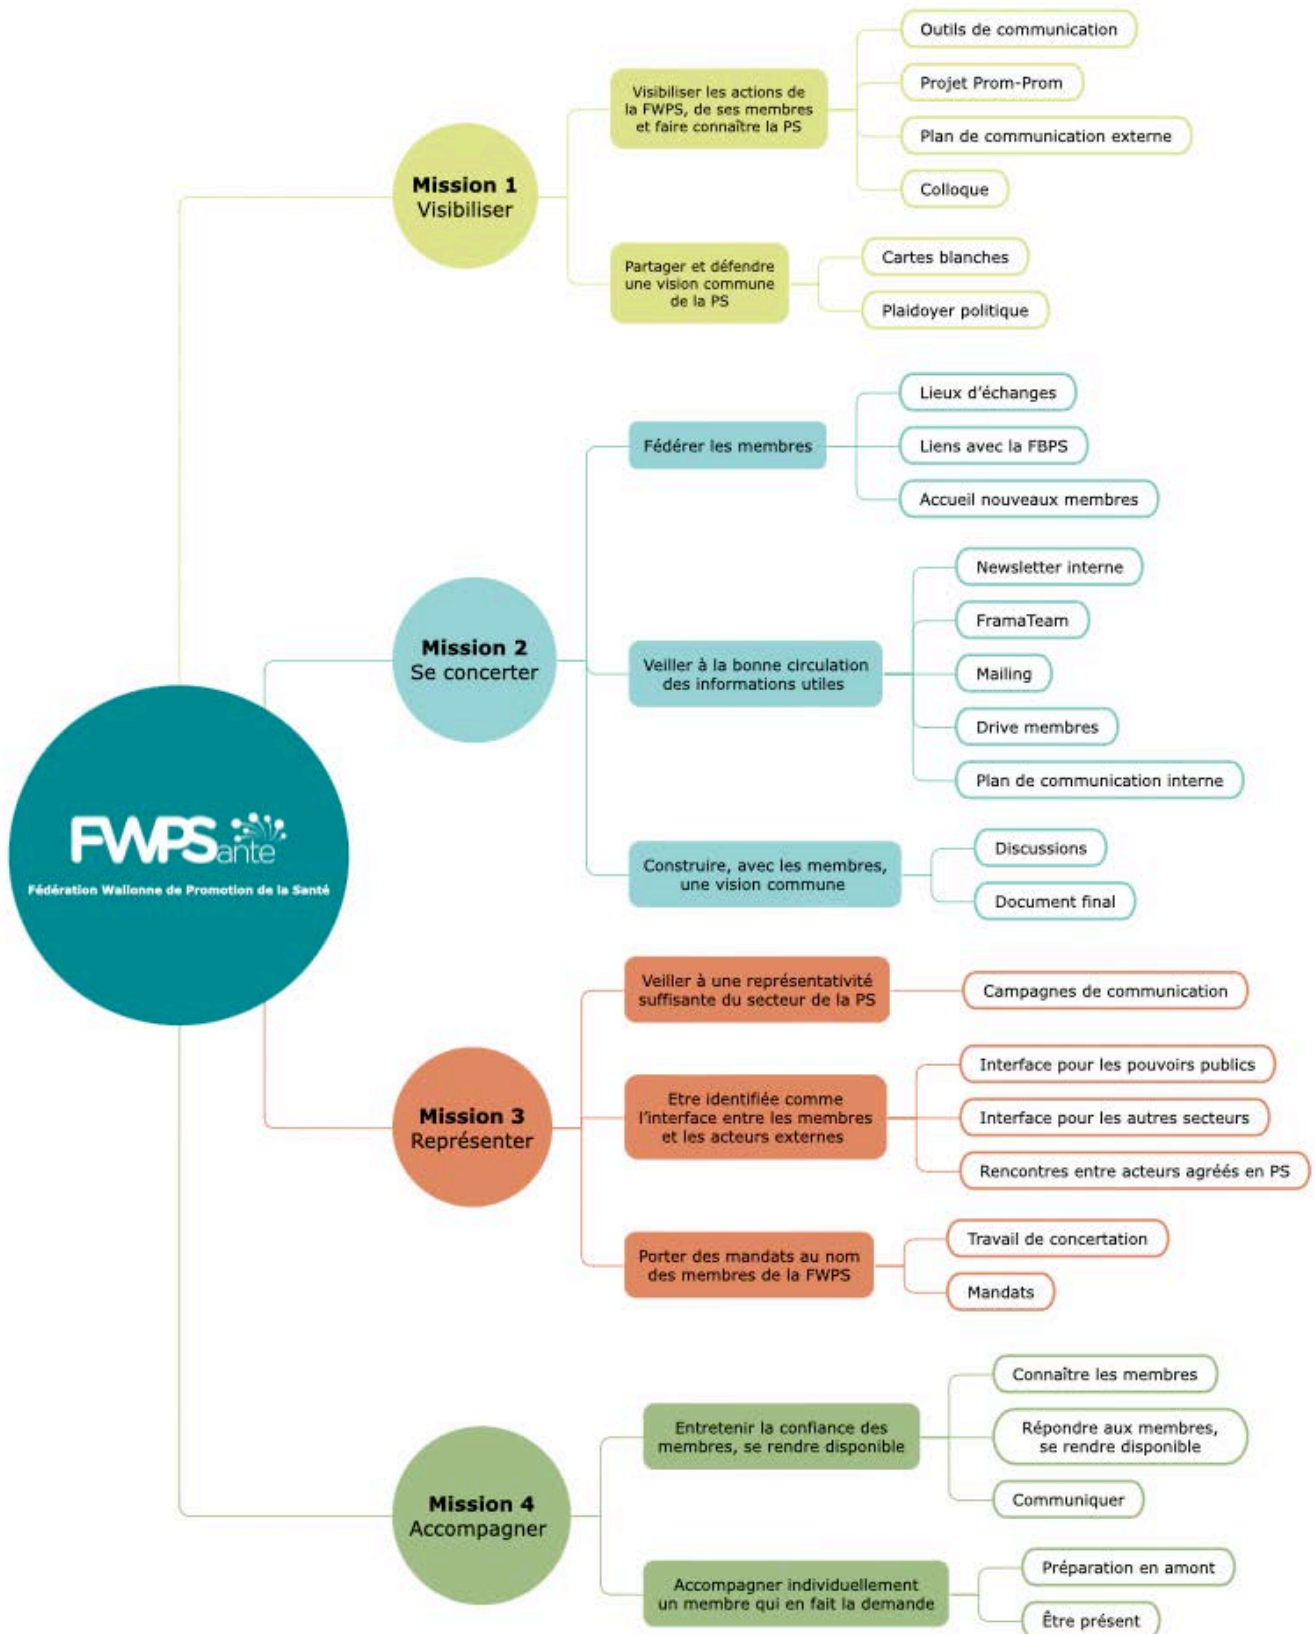 Outils de communication
Projet Prom-Prom
Plan de communication externe
Colloque
Visibiliser les actions de
la FWPS, de ses membres
et faire connaître la PS
Mission 1
Visibiliser
Partager et défendre
une vision commune
de la PS
Cartes blanches
Plaidoyer politique
Lieux d'échanges
Liens avec la FBPS
Accueil nouveaux membres
Fédérer les membres
Mission 2
Se concerter
Veiller à la bonne circulation
des informations utiles
Newsletter interne
FramaTeam
Mailing
Drive membres
Plan de communication interne
Construire, avec les membres,
une vision commune
Discussions
Document final
FWPSanté
Fédération Wallonne de Promotion de la Santé
Veiller à une représentativité
suffisante du secteur de la PS
Campagnes de communication
Mission 3
Représenter
Etre identifiée comme
l'interface entre les membres
et les acteurs externes
Interface pour les pouvoirs publics
Interface pour les autres secteurs
Rencontres entre acteurs agréés en PS
Porter des mandats au nom
des membres de la FWPS
Travail de concertation
Mandats
Mission 4
Accompagner
Entretenir la confiance des
membres, se rendre disponible
Connaître les membres
Répondre aux membres,
se rendre disponible
Communiquer
Accompagner individuellement
un membre qui en fait la demande
Préparation en amont
Être présent